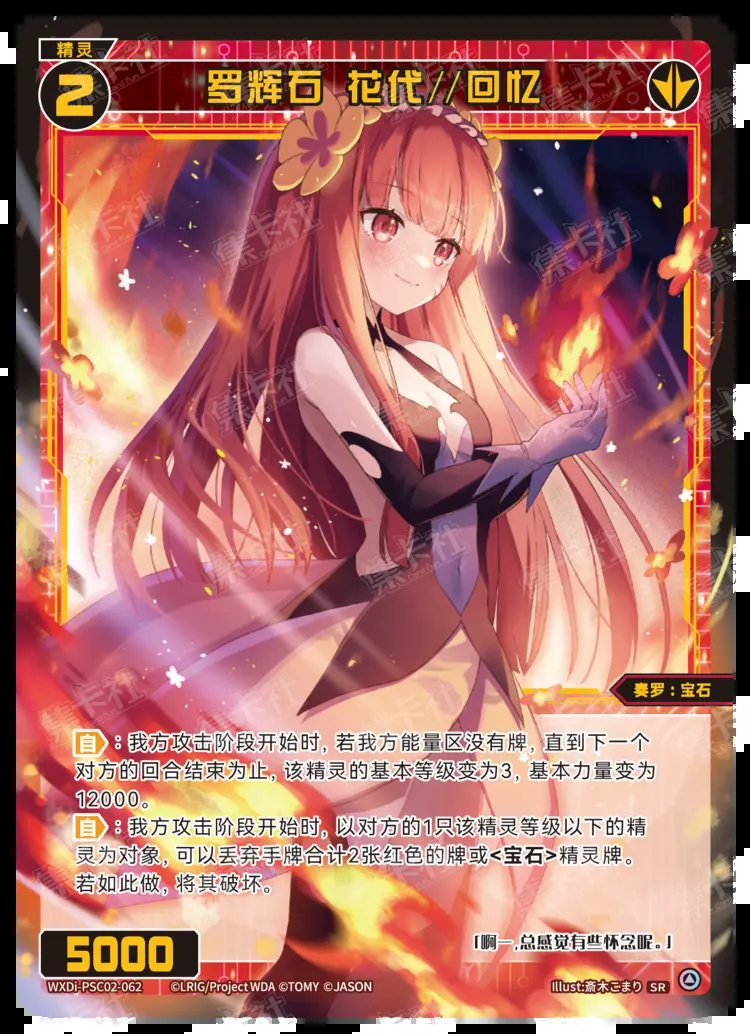 精灵
2
罗辉石 花代//回忆
奏罗：宝石
自：我方攻击阶段开始时, 若我方能量区没有牌, 直到下一个
对方的回合结束为止, 该精灵的基本等级变为3, 基本力量变为
12000。
自：我方攻击阶段开始时, 以对方的1只该精灵等级以下的精
灵为对象, 可以丢弃手牌合计2张红色的牌或<宝石>精灵牌。
若如此做, 将其破坏。
「啊一,总感觉有些怀念呢。」
5000
WXDi-PSC02-062 ©LRIG/Project WDA ©TOMY ©JASON Illust:斎木こまり SR
集卡社